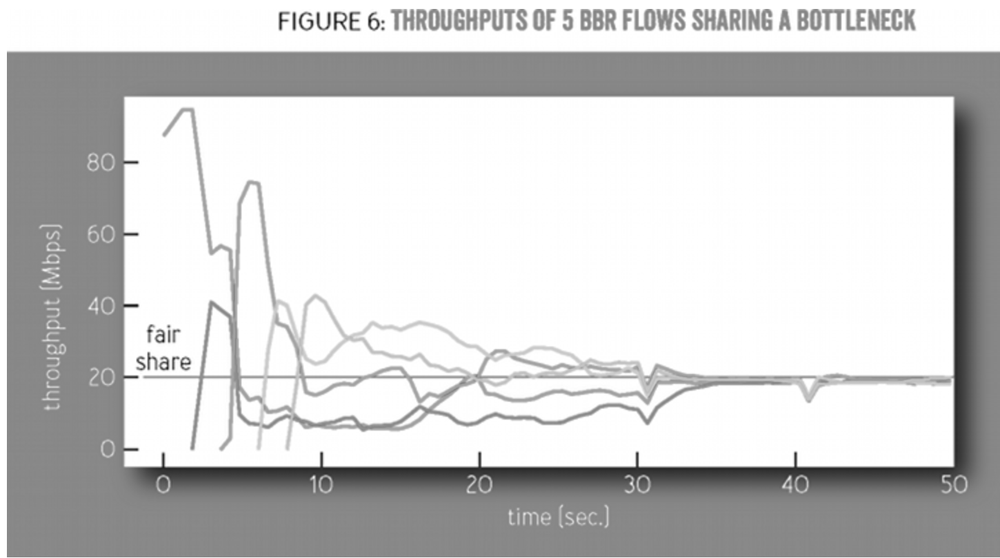 FIGURE 6: THROUGHPUTS OF 5 BBR FLOWS SHARING A BOTTLENECK
throughput (Mbps)
80
60
40
fair
share
20
0
0 10 20 30 40 50
time (sec.)